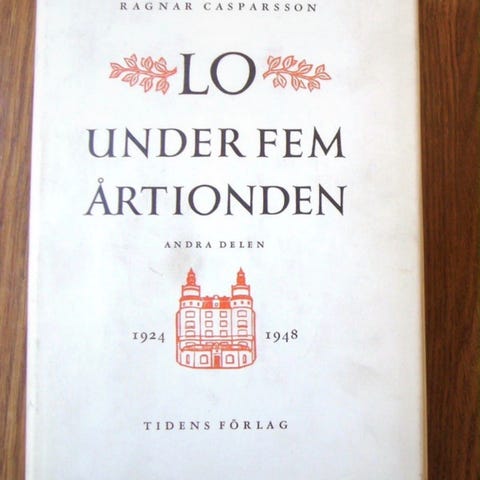 RAGNAR CASPARSSON
LO
UNDER FEM
ÅRTIONDEN
ANDRA DELEN
1924 1948
TIDENS FÖRLAG